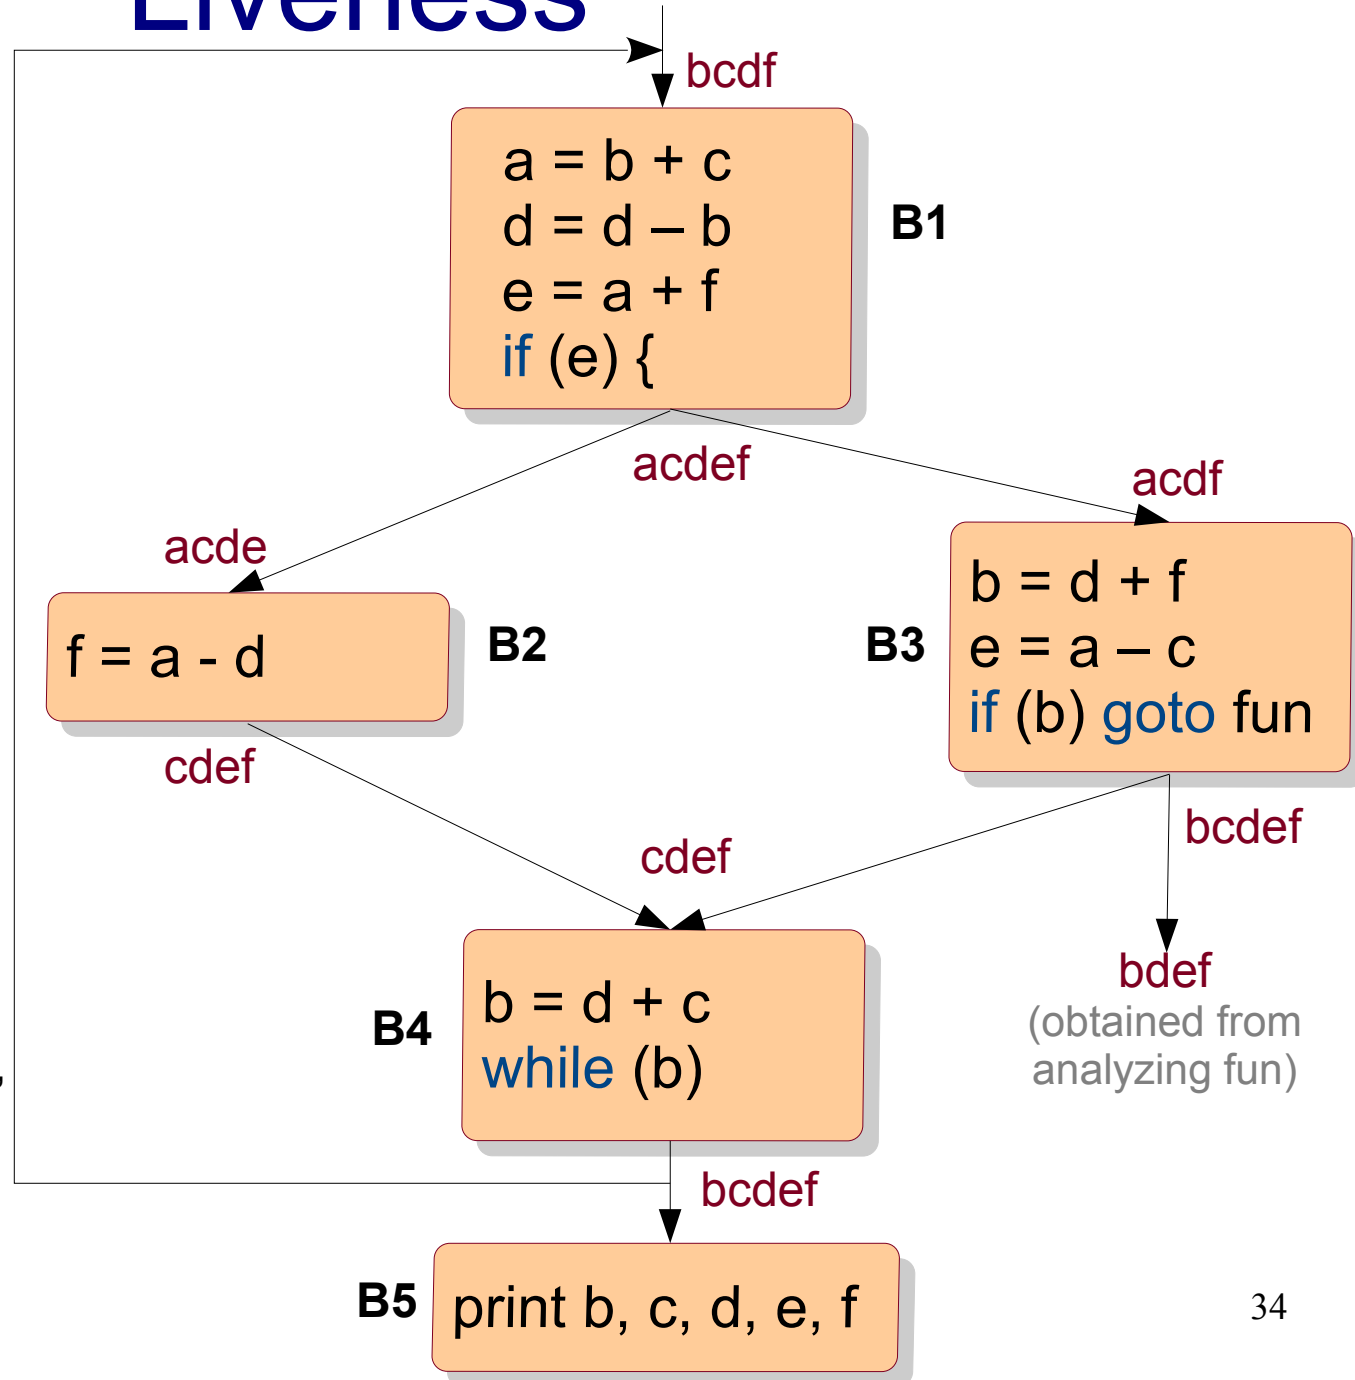 Liveness
bcdf
a = b + c
d = d – b
e = a + f
if (e) {
B1
acdef
acdf
acde
f = a - d
B2
B3
b = d + f
e = a – c
if (b) goto fun
cdef
bcdef
cdef
bdef
(obtained from
analyzing fun)
B4
b = d + c
while (b)
bcdef
B5
print b, c, d, e, f
34